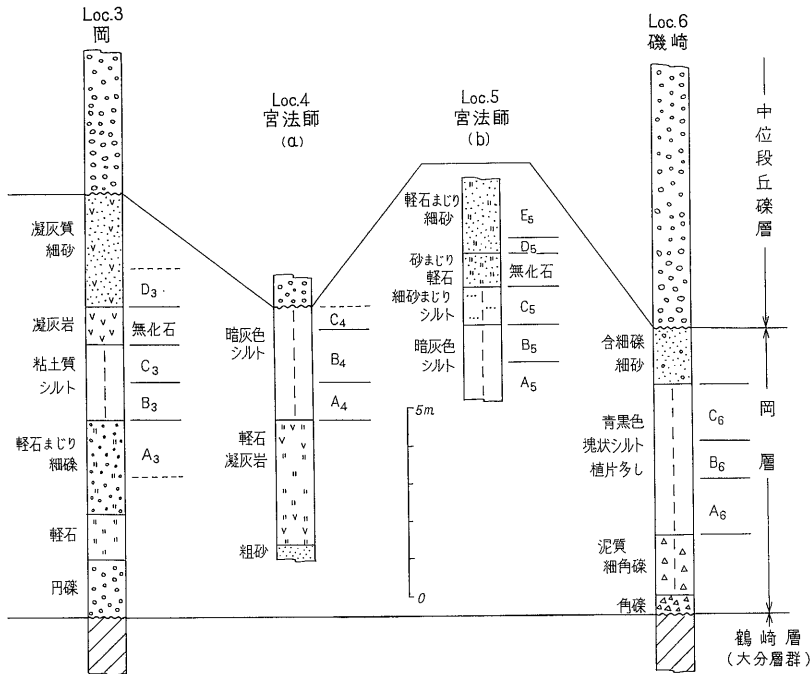 Loc.3
岡
凝灰質
細砂
D3
凝灰岩
無化石
粘土質
シルト
C3
B3
軽石まじり
細礫
A3
軽石
円礫
Loc.4
宮法師
(a)
暗灰色
シルト
C4
B4
A4
軽石
凝灰岩
粗砂
Loc.5
宮法師
(b)
軽石まじり
細砂
E5
D5
砂まじり
軽石
無化石
細砂まじり
シルト
C5
暗灰色
シルト
B5
A5
5m
0
Loc.6
磯崎
含細礫
細砂
青黒色
塊状シルト
植片多し
C6
B6
A6
泥質
細角礫
角礫
中位段丘礫層
岡層
鶴崎層
(大分層群)